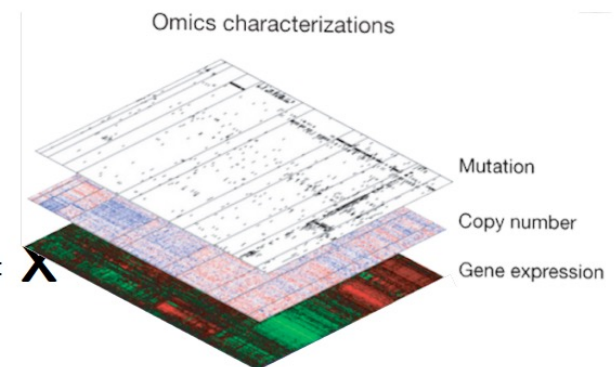 Omics characterizations
Mutation
Copy number
X
Gene expression